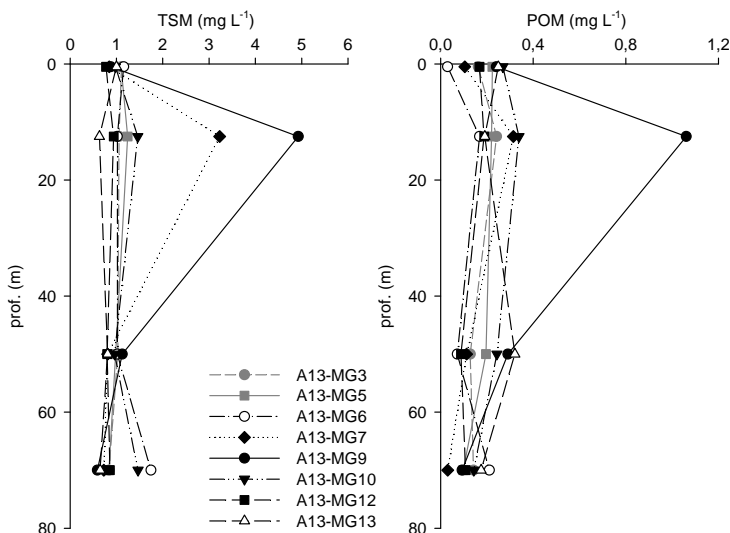 TSM (mg L⁻¹)
0 1 2 3 4 5 6
0
20
40
60
80
prof. (m)
A13-MG3
A13-MG5
A13-MG6
A13-MG7
A13-MG9
A13-MG10
A13-MG12
A13-MG13
POM (mg L⁻¹)
0,0 0,4 0,8 1,2
0
20
40
60
80
prof. (m)